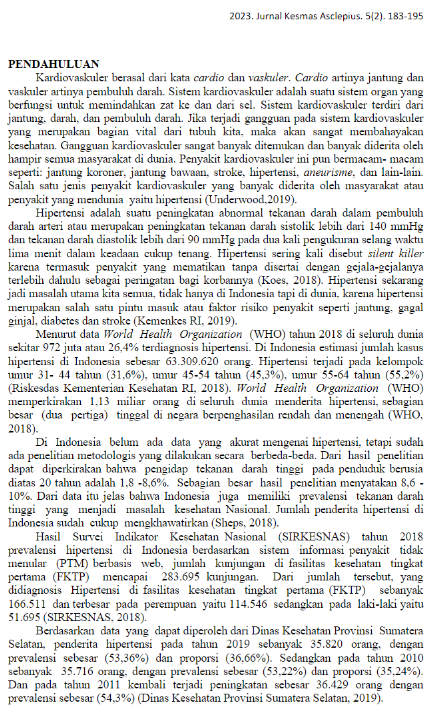 2023. Jurnal Kesmas Asclepius. 5(2). 183-195
PENDAHULUAN
Kardiovaskuler berasal dari kata cardio dan vaskuler. Cardio artinya jantung dan
vaskuler artinya pembuluh darah. Sistem kardiovaskuler adalah suatu sistem organ yang
berfungsi untuk memindahkan zat ke dan dari sel. Sistem kardiovaskuler terdiri dari
jantung, darah, dan pembuluh darah. Jika terjadi gangguan pada sistem kardiovaskuler
yang merupakan bagian vital dari tubuh kita, maka akan sangat membahayakan
kesehatan. Gangguan kardiovaskuler sangat banyak ditemukan dan banyak diderita oleh
hampir semua masyarakat di dunia. Penyakit kardiovaskuler ini pun bermacam- macam
seperti: jantung koroner, jantung bawaan, stroke, hipertensi, aneurisme, dan lain-lain.
Salah satu jenis penyakit kardiovaskuler yang banyak diderita oleh masyarakat atau
penyakit yang mendunia yaitu hipertensi (Underwood,2019).
Hipertensi adalah suatu peningkatan abnormal tekanan darah dalam pembuluh
darah arteri atau merupakan peningkatan tekanan darah sistolik lebih dari 140 mmHg
dan tekanan darah diastolik lebih dari 90 mmHg pada dua kali pengukuran selang waktu
lima menit dalam keadaan cukup tenang. Hipertensi sering kali disebut silent killer
karena termasuk penyakit yang mematikan tanpa disertai dengan gejala-gejalanya
terlebih dahulu sebagai peringatan bagi korbannya (Koes, 2018). Hipertensi sekarang
jadi masalah utama kita semua, tidak hanya di Indonesia tapi di dunia, karena hipertensi
merupakan salah satu pintu masuk atau faktor risiko penyakit seperti jantung, gagal
ginjal, diabetes dan stroke (Kemenkes RI, 2019).
Menurut data World Health Organization (WHO) tahun 2018 di seluruh dunia
sekitar 972 juta atau 26,4% terdiagnosis hipertensi. Di Indonesia estimasi jumlah kasus
hipertensi di Indonesia sebesar 63.309.620 orang. Hipertensi terjadi pada kelompok
umur 31- 44 tahun (31,6%), umur 45-54 tahun (45,3%), umur 55-64 tahun (55,2%)
(Riskesdas Kementerian Kesehatan RI, 2018). World Health Organization (WHO)
memperkirakan 1,13 miliar orang di seluruh dunia menderita hipertensi, sebagian
besar (dua pertiga) tinggal di negara berpenghasilan rendah dan menengah (WHO,
2018).
Di Indonesia belum ada data yang akurat mengenai hipertensi, tetapi sudah
ada penelitian metodologis yang dilakukan secara berbeda-beda. Dari hasil penelitian
dapat diperkirakan bahwa pengidap tekanan darah tinggi pada penduduk berusia
diatas 20 tahun adalah 1,8 -8,6%. Sebagian besar hasil penelitian menyatakan 8,6 -
10%. Dari data itu jelas bahwa Indonesia juga memiliki prevalensi tekanan darah
tinggi yang menjadi masalah kesehatan Nasional. Jumlah penderita hipertensi di
Indonesia sudah cukup mengkhawatirkan (Sheps, 2018).
Hasil Survei Indikator Kesehatan Nasional (SIRKESNAS) tahun 2018
prevalensi hipertensi di Indonesia berdasarkan sistem informasi penyakit tidak
menular (PTM) berbasis web, jumlah kunjungan di fasilitas kesehatan tingkat
pertama (FKTP) mencapai 283.695 kunjungan. Dari jumlah tersebut, yang
didiagnosis Hipertensi di fasilitas kesehatan tingkat pertama (FKTP) sebanyak
166.511 dan terbesar pada perempuan yaitu 114.546 sedangkan pada laki-laki yaitu
51.695 (SIRKESNAS, 2018).
Berdasarkan data yang dapat diperoleh dari Dinas Kesehatan Provinsi Sumatera
Selatan, penderita hipertensi pada tahun 2019 sebanyak 35.820 orang, dengan
prevalensi sebesar (53,36%) dan proporsi (36,66%). Sedangkan pada tahun 2010
sebanyak 35.716 orang, dengan prevalensi sebesar (53,22%) dan proporsi (35,24%).
Dan pada tahun 2011 kembali terjadi peningkatan sebesar 36.429 orang dengan
prevalensi sebesar (54,3%) (Dinas Kesehatan Provinsi Sumatera Selatan, 2019).